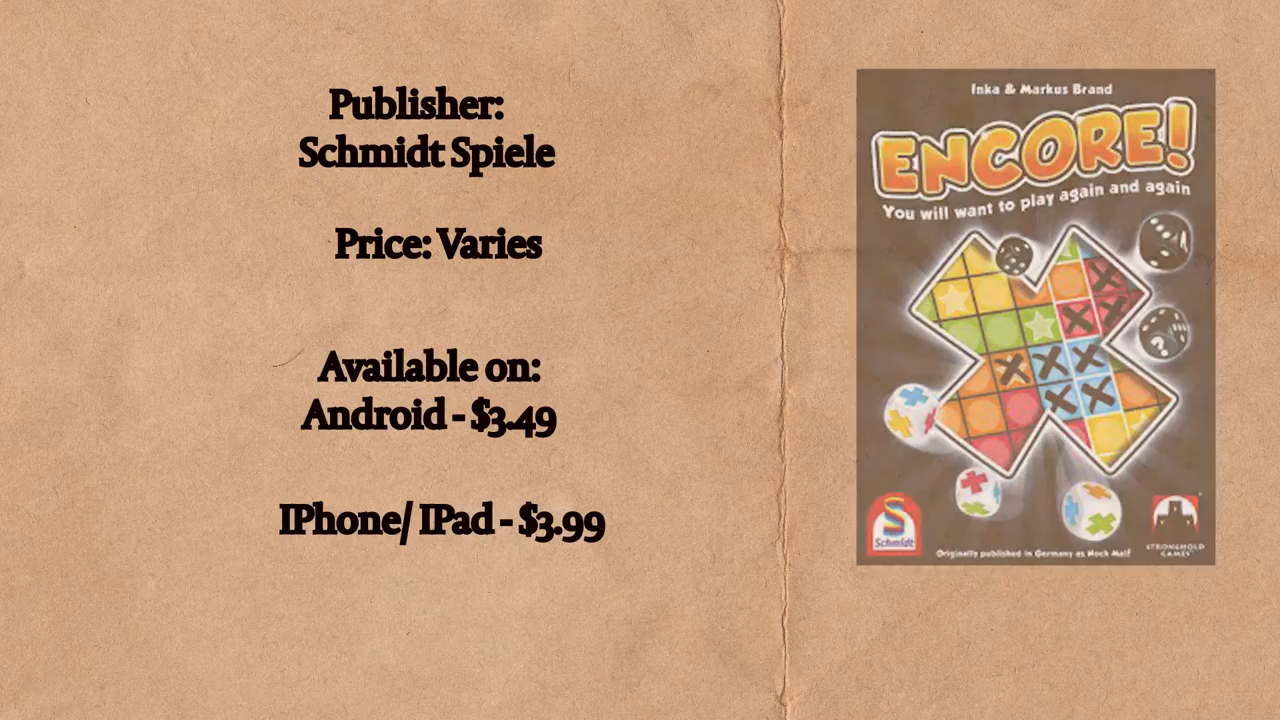 Publisher:
Schmidt Spiele
Price: Varies
Available on:
Android - $3.49
IPhone/ IPad - $3.99
Inka & Markus Brand
ENCORE!
You will want to play again and again
?
S
Schmidt
STRONGHOLD
GAMES
Originally published in Germany as Noch Mal!